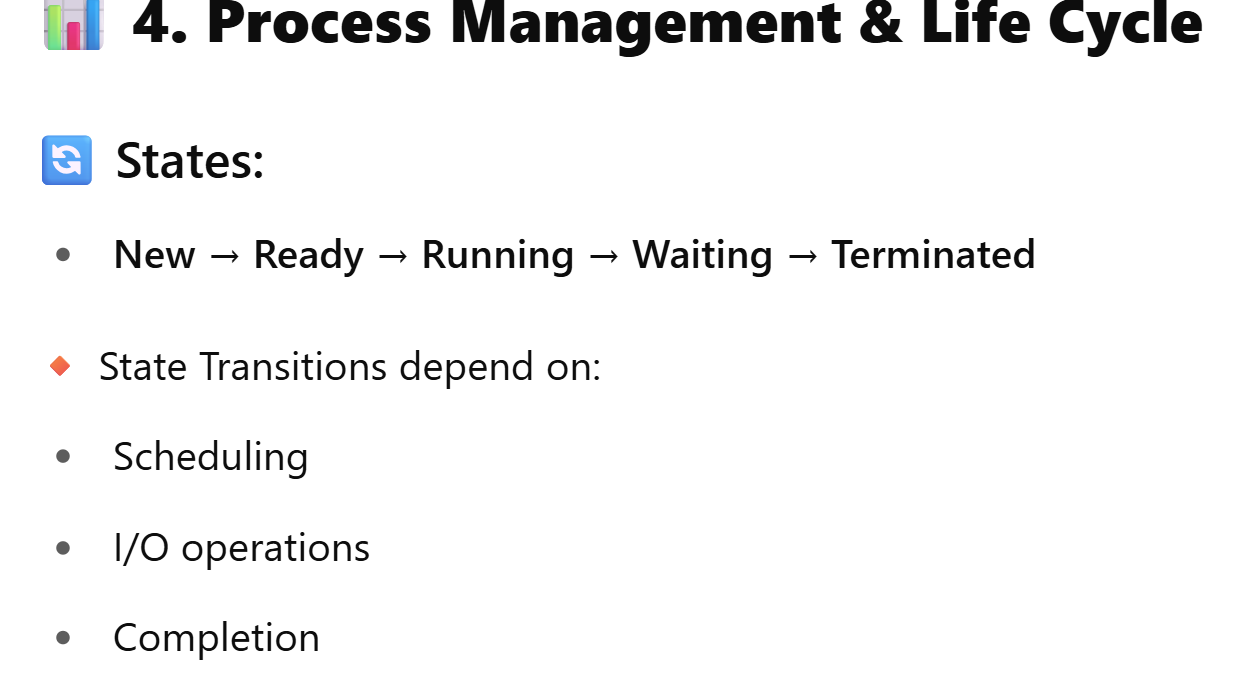 4. Process Management & Life Cycle
States:
New → Ready → Running → Waiting → Terminated
State Transitions depend on:
Scheduling
I/O operations
Completion